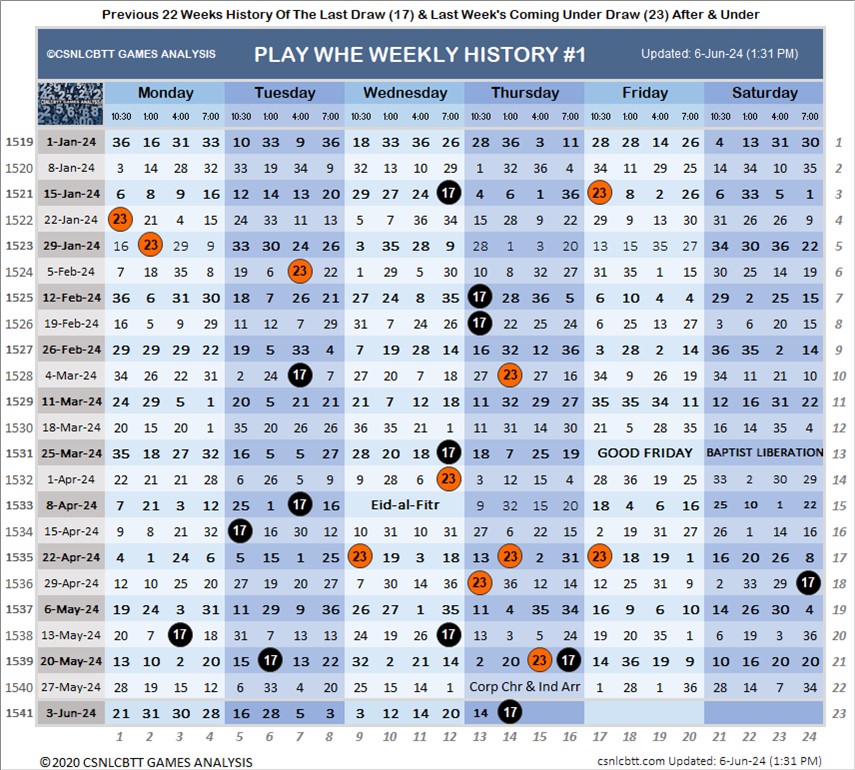 Previous 22 Weeks History Of The Last Draw (17) & Last Week's Coming Under Draw (23) After & Under
©CSNLCBTT GAMES ANALYSIS PLAY WHE WEEKLY HISTORY #1 Updated: 6-Jun-24 (1:31 PM)
Monday Tuesday Wednesday Thursday Friday Saturday
10:30 1:00 4:00 7:00 10:30 1:00 4:00 7:00 10:30 1:00 4:00 7:00 10:30 1:00 4:00 7:00 10:30 1:00 4:00 7:00 10:30 1:00 4:00 7:00
1519 1-Jan-24 36 16 31 33 10 33 9 36 18 33 36 26 28 36 3 11 28 28 14 26 4 13 31 30 1
1520 8-Jan-24 3 14 28 32 33 19 34 9 32 13 10 29 1 32 36 4 34 11 29 25 14 34 10 35 2
1521 15-Jan-24 6 8 9 16 12 14 13 20 29 27 24 17 4 6 1 36 23 8 2 26 6 33 5 1 3
1522 22-Jan-24 23 21 4 15 24 33 11 13 5 7 36 34 15 28 9 22 29 9 13 30 31 26 26 9 4
1523 29-Jan-24 16 23 29 9 33 30 24 26 3 35 28 9 28 1 3 20 13 15 35 27 34 30 36 22 5
1524 5-Feb-24 7 18 35 8 19 6 23 22 1 29 5 30 10 8 32 27 31 35 1 15 30 25 14 19 6
1525 12-Feb-24 36 6 31 30 18 7 26 21 27 24 8 35 17 28 36 5 6 10 4 4 29 2 25 15 7
1526 19-Feb-24 16 5 9 29 11 12 7 29 31 7 24 26 17 22 25 24 6 25 13 27 3 6 20 15 8
1527 26-Feb-24 29 29 29 22 19 5 33 4 7 19 28 14 16 32 12 36 3 28 2 14 36 35 2 14 9
1528 4-Mar-24 34 26 22 31 2 24 17 7 27 20 7 18 27 23 27 16 34 9 26 19 34 11 21 10 10
1529 11-Mar-24 24 29 5 1 20 5 21 21 21 7 12 18 11 32 29 27 35 35 34 11 12 16 31 22 11
1530 18-Mar-24 20 15 20 1 35 20 26 26 36 35 21 1 11 31 14 30 21 5 28 35 16 14 35 4 12
1531 25-Mar-24 35 18 27 32 16 5 5 27 28 20 18 17 18 7 25 19 GOOD FRIDAY BAPTIST LIBERATION 13
1532 1-Apr-24 22 21 21 28 6 26 5 9 9 28 6 23 3 12 15 4 28 36 19 25 33 2 30 29 14
1533 8-Apr-24 7 21 3 12 25 1 17 16 Eid-al-Fitr 9 32 15 20 18 4 6 16 25 10 1 22 15
1534 15-Apr-24 9 8 21 32 17 16 30 12 10 31 10 31 27 6 22 15 2 19 31 27 26 1 14 16 16
1535 22-Apr-24 4 1 24 6 5 15 1 25 23 19 3 18 13 23 2 31 23 18 19 1 16 20 26 8 17
1536 29-Apr-24 12 10 25 20 27 19 20 27 7 30 14 36 23 36 12 14 12 25 31 9 2 33 29 17 18
1537 6-May-24 19 24 3 31 11 29 9 36 26 27 1 35 11 4 35 34 16 9 6 10 14 26 30 4 19
1538 13-May-24 20 7 17 18 31 7 13 13 24 19 26 17 13 3 5 24 19 20 35 1 6 19 3 36 20
1539 20-May-24 13 10 2 20 15 17 13 22 32 2 21 14 2 20 23 17 14 36 19 9 10 16 20 20 21
1540 27-May-24 28 19 15 12 6 33 4 20 25 15 14 1 Corp Chr & Ind Arr 1 28 1 36 28 14 7 34 22
1541 3-Jun-24 21 31 30 28 16 28 5 3 3 12 14 20 14 17 23
1 2 3 4 5 6 7 8 9 10 11 12 13 14 15 16 17 18 19 20 21 22 23 24
©2020 CSNLCBTT GAMES ANALYSIS csnlcbtt.com Updated: 6-Jun-24 (1:31 PM)